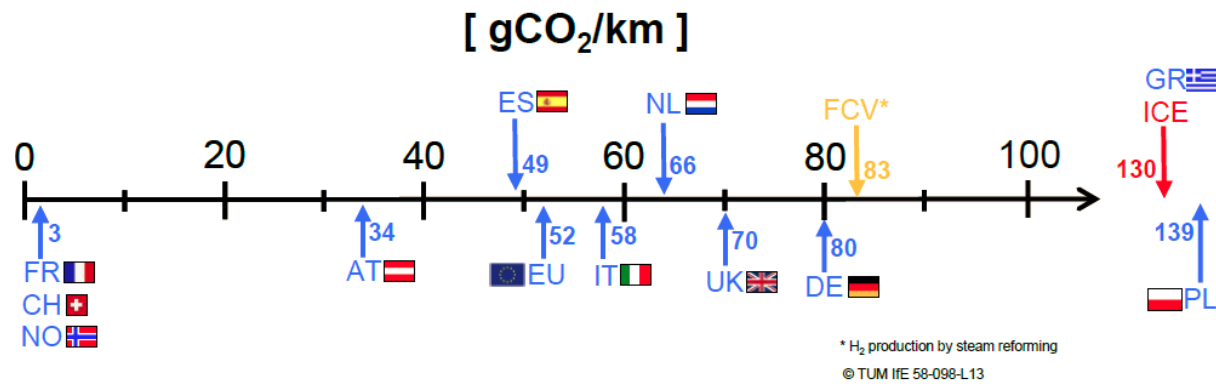 [ gCO₂/km ]
GR
ES
NL
FCV*
ICE
0
20
40
60
80
100
49
66
83
130
3
34
52
58
70
80
139
FR
AT
EU
IT
UK
DE
PL
CH
NO
* H₂ production by steam reforming
© TUM IfE 58-098-L13